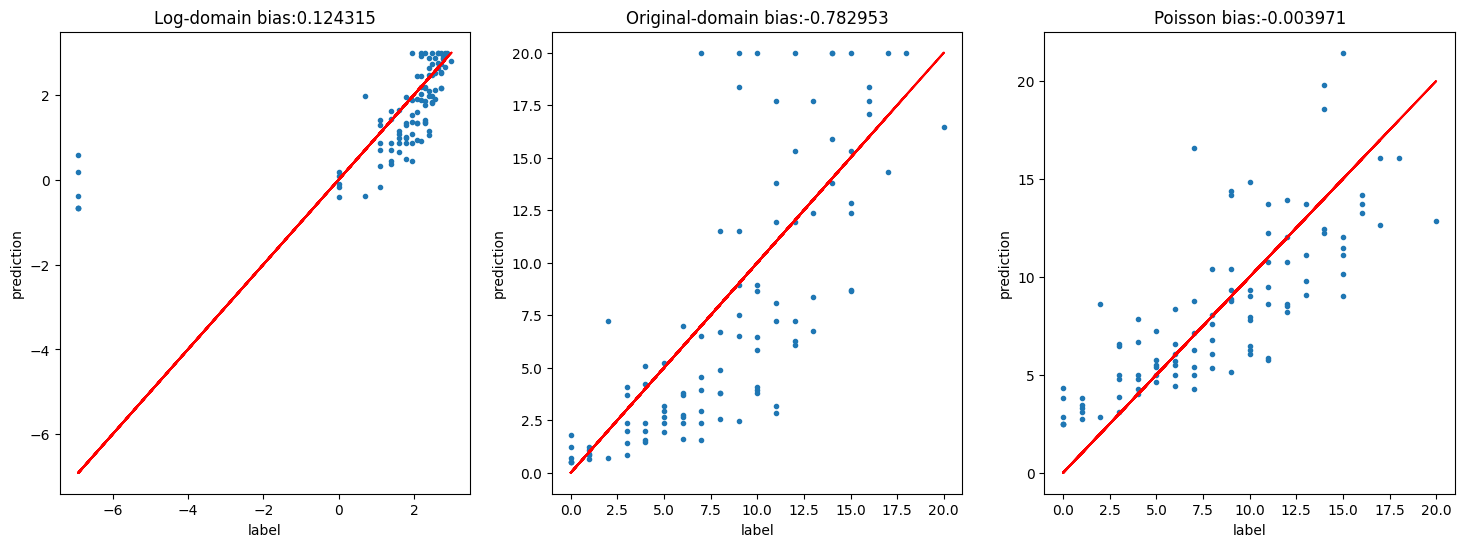 Log-domain bias:0.124315
2
0
−2
−4
−6
prediction
−6
−4
−2
0
2
label
Original-domain bias:-0.782953
20.0
17.5
15.0
12.5
10.0
7.5
5.0
2.5
0.0
prediction
0.0 2.5 5.0 7.5 10.0 12.5 15.0 17.5 20.0
label
Poisson bias:-0.003971
20
15
10
5
0
prediction
0.0 2.5 5.0 7.5 10.0 12.5 15.0 17.5 20.0
label